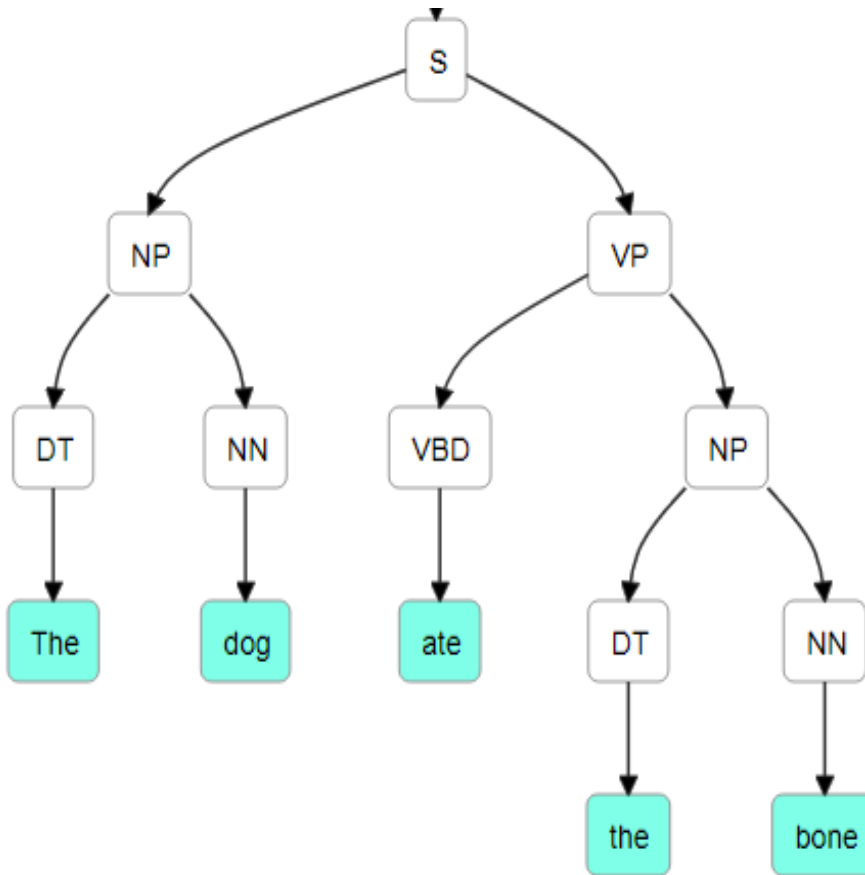 S
NP VP
DT NN VBD NP
The dog ate DT NN
the bone